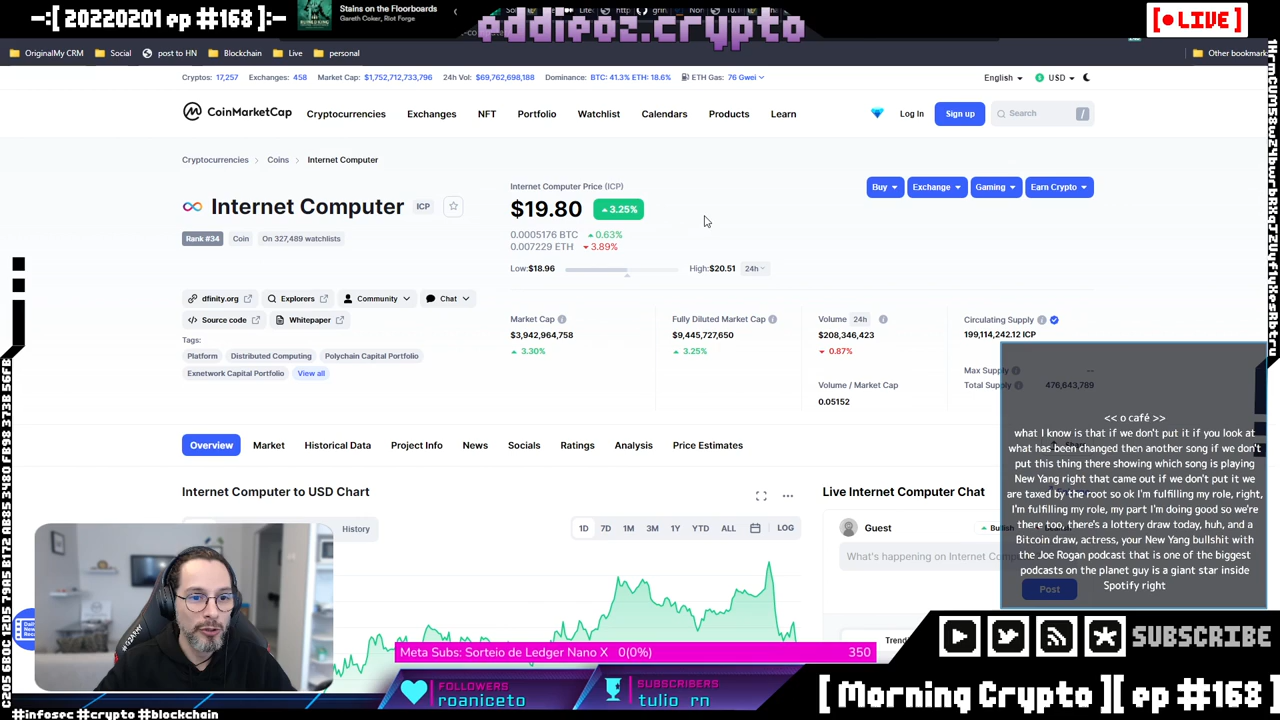 -:[ 20220201 ep #168 ]:-
Stains on the Floorboards
Gareth Coker, Riot Forge.
eddieoz.crypto
[ • LIVE ]
OriginalMy CRM
Social
post to HN
Blockchain
Live
personal
Other bookmark
Cryptos: 17,257 Exchanges: 458 Market Cap: $1,752,712,733,796 24h Vol: $69,762,698,188 Dominance: BTC: 41.3% ETH: 18.6% ETH Gas: 76 Gwei
English USD
CoinMarketCap
Cryptocurrencies Exchanges NFT Portfolio Watchlist Calendars Products Learn
Log In
Sign up
Search /
Cryptocurrencies > Coins > Internet Computer
Internet Computer ICP
Rank #34 Coin On 327,489 watchlists
Internet Computer Price (ICP)
$19.80 3.25%
0.0005176 BTC 0.63%
0.007229 ETH 3.89%
Low: $18.96 High: $20.51 24h
Buy Exchange Gaming Earn Crypto
dfinity.org Explorers Community Chat
Source code Whitepaper
Tags:
Platform Distributed Computing Polychain Capital Portfolio
Exnetwork Capital Portfolio View all
Market Cap
$3,942,964,758
3.30%
Fully Diluted Market Cap
$9,445,727,650
3.25%
Volume 24h
$208,346,423
0.87%
Volume / Market Cap
0.05152
Circulating Supply
199,114,242.12 ICP
Max Supply --
Total Supply 476,643,789
Overview Market Historical Data Project Info News Socials Ratings Analysis Price Estimates
Internet Computer to USD Chart
History
1D 7D 1M 3M 1Y YTD ALL LOG
Live Internet Computer Chat
Guest
Bullish
What's happening on Internet Comp
Post
<< o café >>
what I know is that if we don't put it if you look at
what has been changed then another song if we don't
put this thing there showing which song is playing
New Yang right that came out if we don't put it we
are taxed by the root so ok I'm fulfilling my role, right,
I'm fulfilling my role, my part I'm doing good so we're
there too, there's a lottery draw today, huh, and a
Bitcoin draw, actress, your New Yang bullshit with
the Joe Rogan podcast that is one of the biggest
podcasts on the planet guy is a giant star inside
Spotify right
Meta Subs: Sorteio de Ledger Nano X 0(0%) 350
FOLLOWERS
roaniceto
SUBSCRIBERS
tulio_rn
SUBSCRIBE
[ Morning Crypto ][ ep #168 ]
#infosec #crypto #blockchain